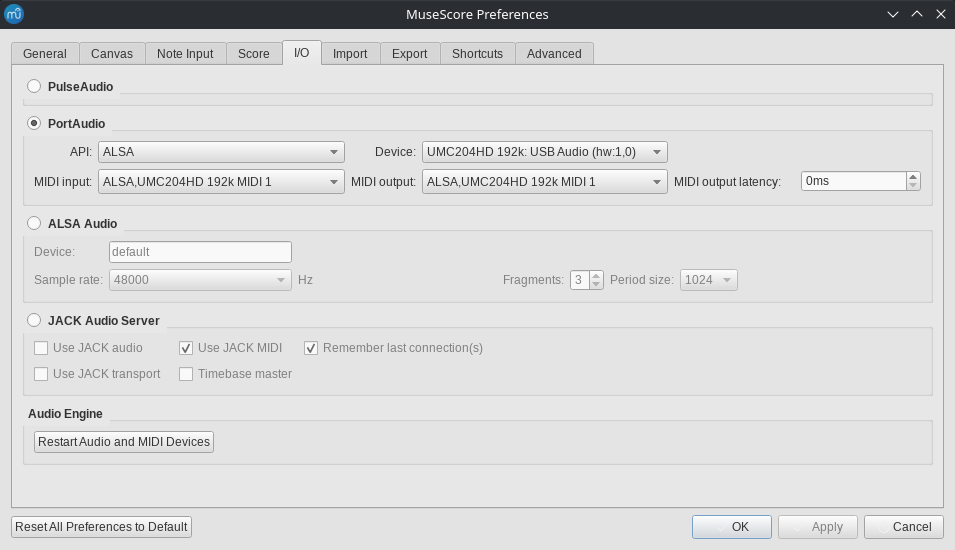 MuseScore Preferences
General Canvas Note Input Score I/O Import Export Shortcuts Advanced
PulseAudio
PortAudio
API: ALSA Device: UMC204HD 192k: USB Audio (hw:1,0)
MIDI input: ALSA,UMC204HD 192k MIDI 1 MIDI output: ALSA,UMC204HD 192k MIDI 1 MIDI output latency: 0ms
ALSA Audio
Device: default
Sample rate: 48000 Hz Fragments: 3 Period size: 1024
JACK Audio Server
Use JACK audio Use JACK MIDI Remember last connection(s)
Use JACK transport Timebase master
Audio Engine
Restart Audio and MIDI Devices
Reset All Preferences to Default OK Apply Cancel